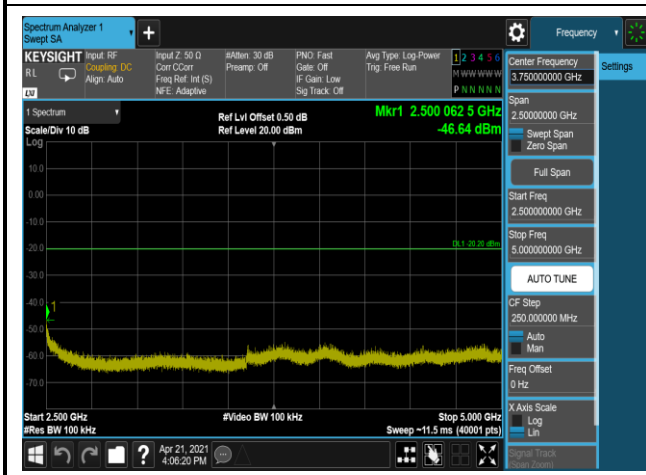 Spectrum Analyzer 1
Swept SA
Frequency
KEYSIGHT
RL
LXI
Input: RF
Coupling: DC
Align: Auto
Input Z: 50 Ω
Corr CCorr
Freq Ref: Int (S)
NFE: Adaptive
#Atten: 30 dB
Preamp: Off
PNO: Fast
Gate: Off
IF Gain: Low
Sig Track: Off
Avg Type: Log-Power
Trig: Free Run
1 2 3 4 5 6
M W W W W W
P N N N N N
1 Spectrum
Scale/Div 10 dB
Ref Lvl Offset 0.50 dB
Ref Level 20.00 dBm
Mkr1 2.500 062 5 GHz
-46.64 dBm
Log
10.0
0.00
-10.0
-20.0
-30.0
-40.0
-50.0
-60.0
-70.0
DL1 -20.20 dBm
1
Start 2.500 GHz
#Res BW 100 kHz
#Video BW 100 kHz
Stop 5.000 GHz
Sweep ~11.5 ms (40001 pts)
Apr 21, 2021
4:06:20 PM
Center Frequency
3.750000000 GHz
Span
2.50000000 GHz
Swept Span
Zero Span
Full Span
Start Freq
2.500000000 GHz
Stop Freq
5.000000000 GHz
AUTO TUNE
CF Step
250.000000 MHz
Auto
Man
Freq Offset
0 Hz
X Axis Scale
Log
Lin
Signal Track
(Span Zoom)
Settings